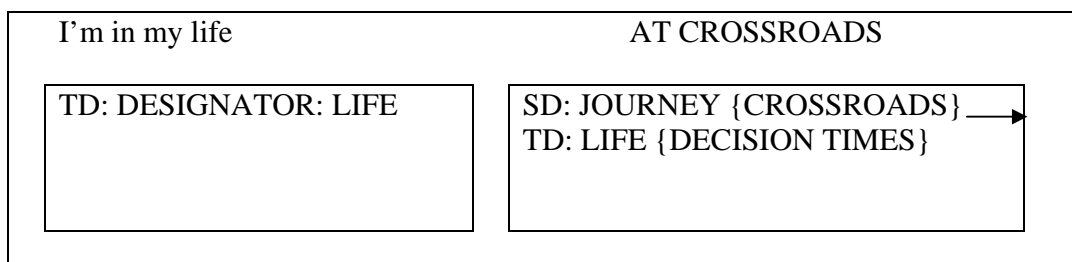 I’m in my life AT CROSSROADS
TD: DESIGNATOR: LIFE
SD: JOURNEY {CROSSROADS}
TD: LIFE {DECISION TIMES}